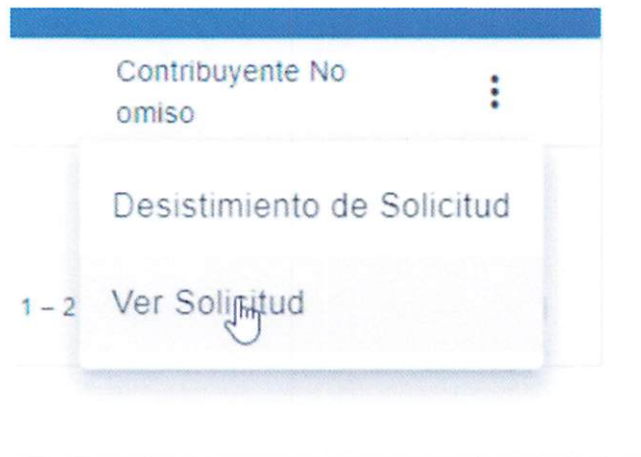 Contribuyente No
omiso
Desistimiento de Solicitud
1 – 2
Ver Solicitud